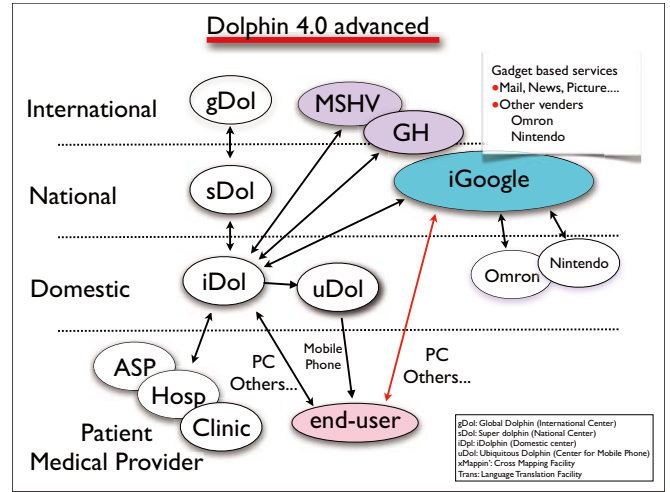 Dolphin 4.0 advanced
Gadget based services
•Mail, News, Picture....
•Other venders
Omron
Nintendo
International
gDol
MSHV
GH
National
sDol
iGoogle
Domestic
iDol
uDol
Omron
Nintendo
ASP
Hosp
Clinic
Patient
Medical Provider
PC
Others...
Mobile
Phone
PC
Others...
end-user
gDol: Global Dolphin (International Center)
sDol: Super dolphin (National Center)
iDpl: iDolphin (Domestic center)
uDol: Ubiquitous Dolphin (Center for Mobile Phone)
xMappin': Cross Mapping Facility
Trans: Language Translation Facility